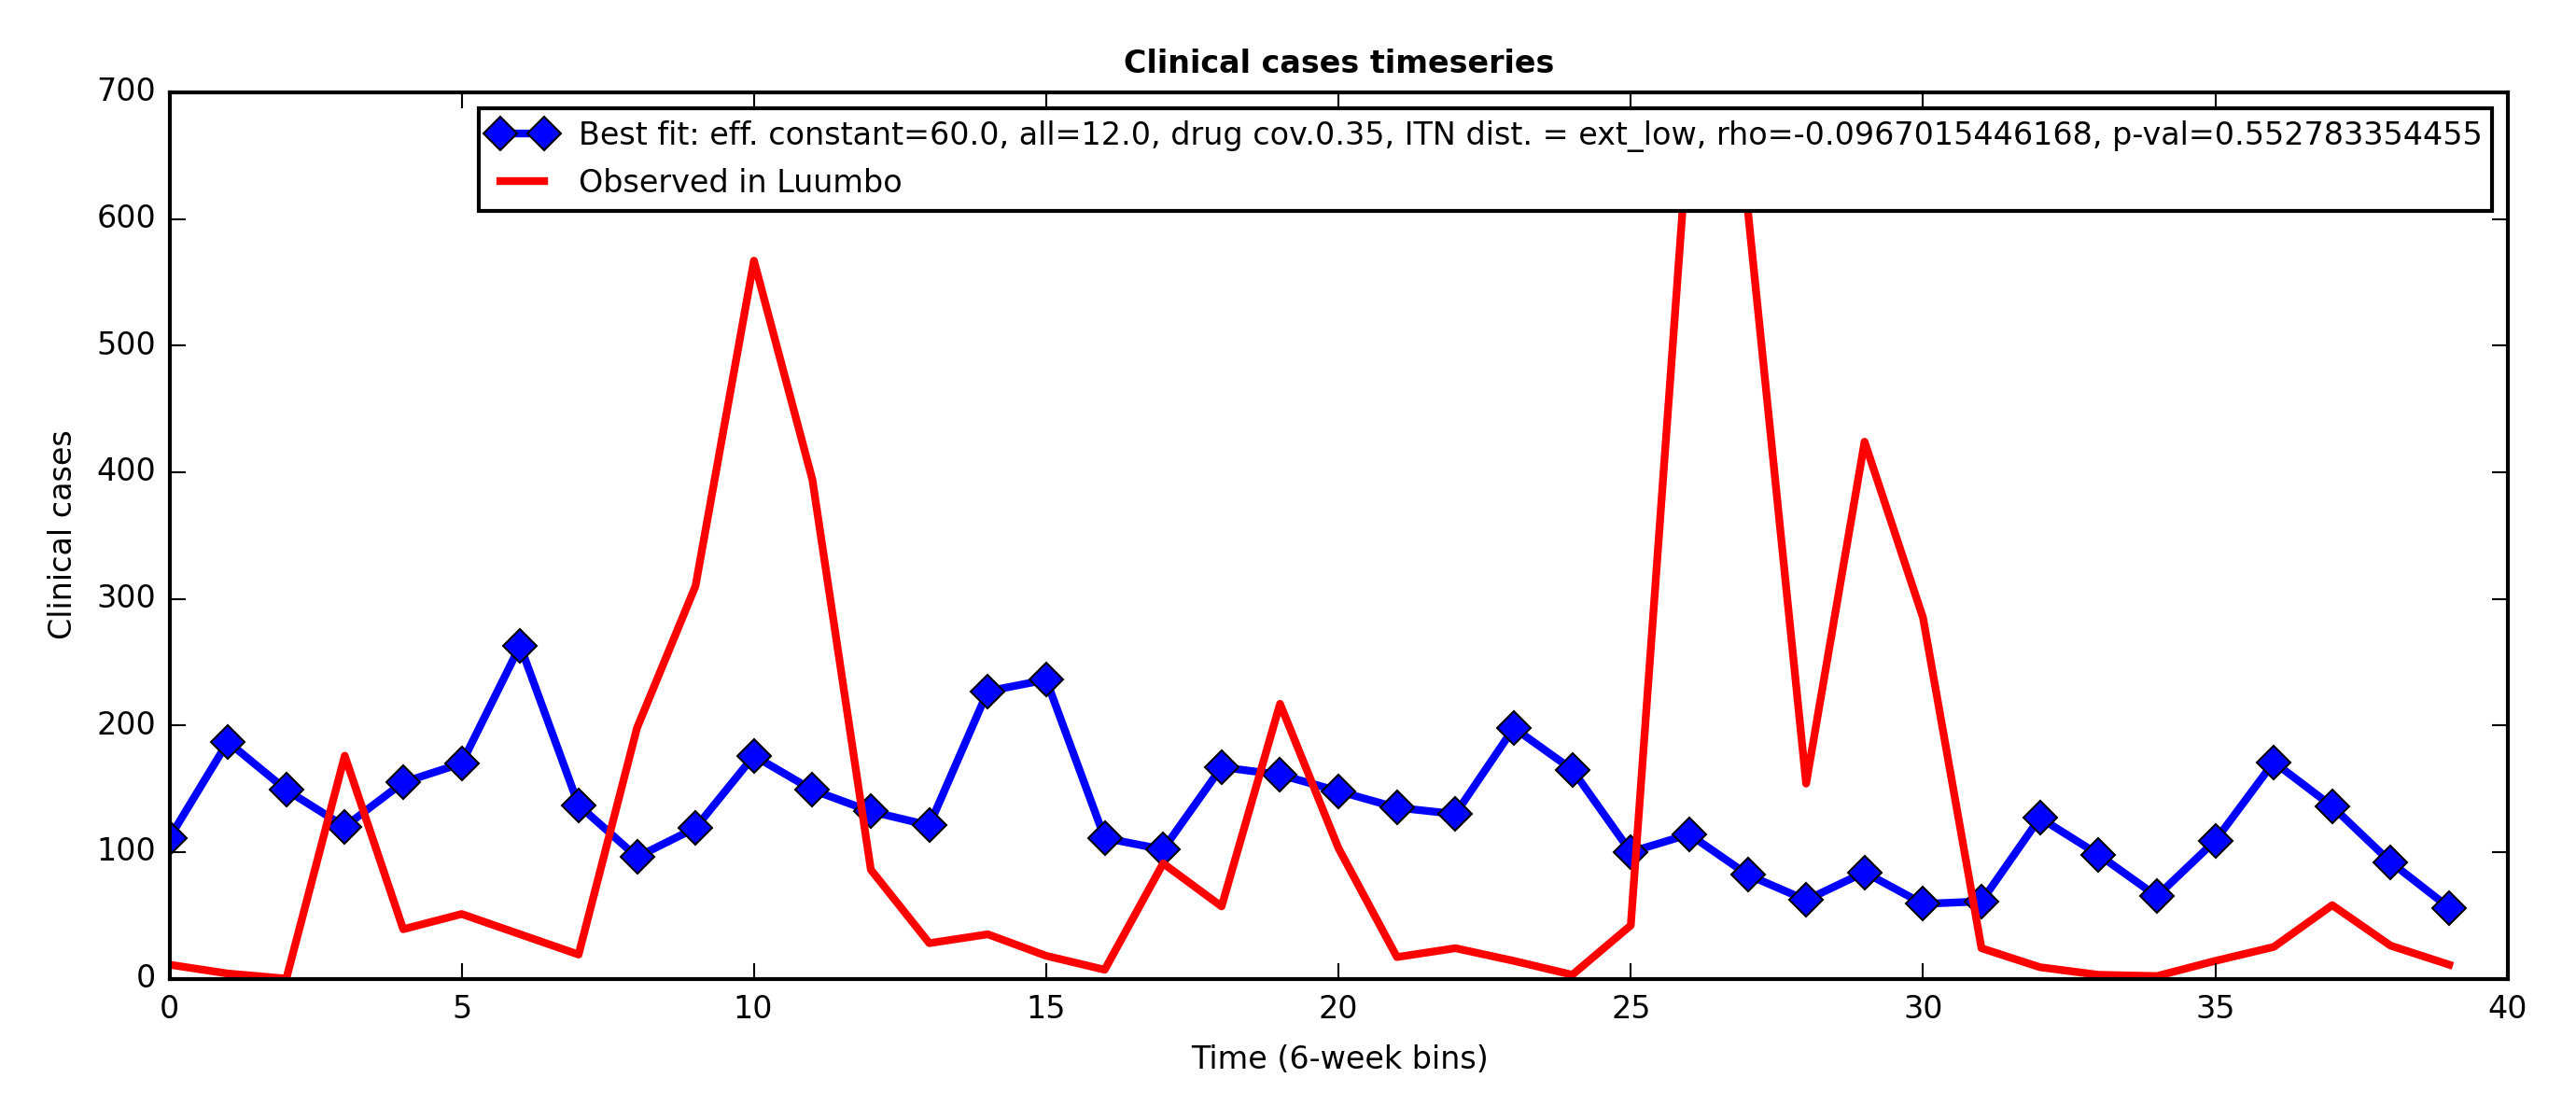 Clinical cases timeseries
700
600
500
400
300
200
100
0
Clinical cases
Best fit: eff. constant=60.0, all=12.0, drug cov.0.35, ITN dist. = ext_low, rho=-0.0967015446168, p-val=0.552783354455
Observed in Luumbo
0 5 10 15 20 25 30 35 40
Time (6-week bins)